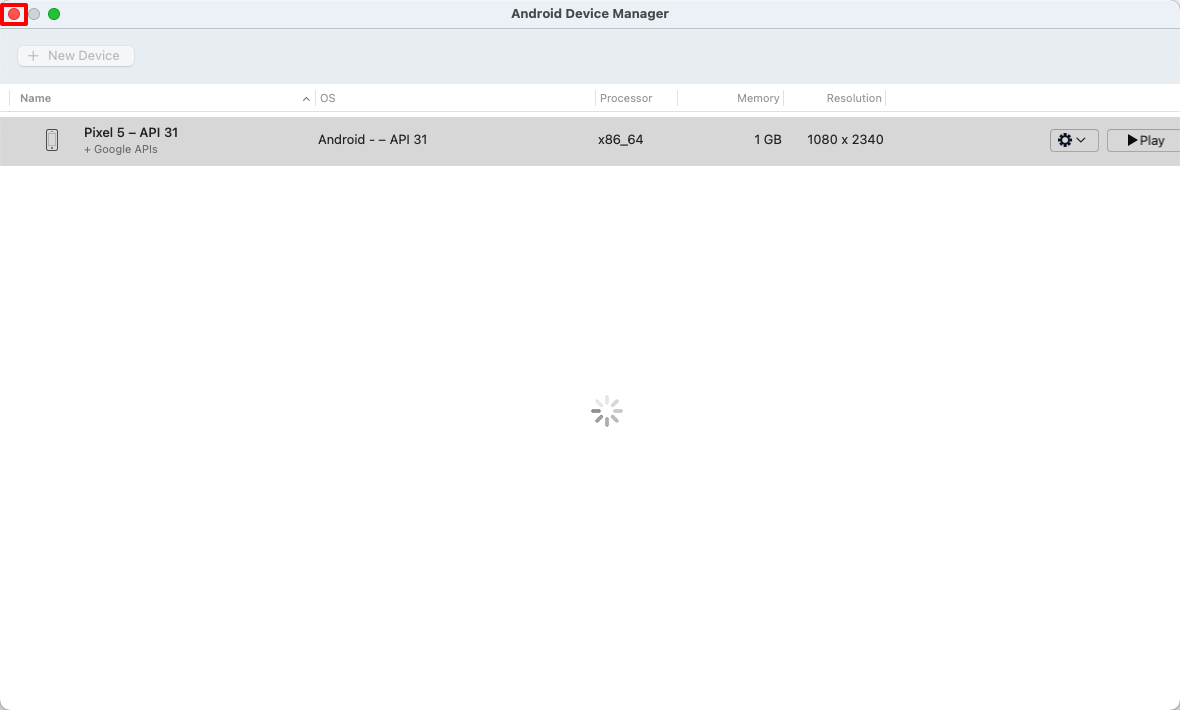 Android Device Manager
+ New Device
Name OS Processor Memory Resolution
Pixel 5 – API 31
+ Google APIs
Android - – API 31 x86_64 1 GB 1080 x 2340 Play